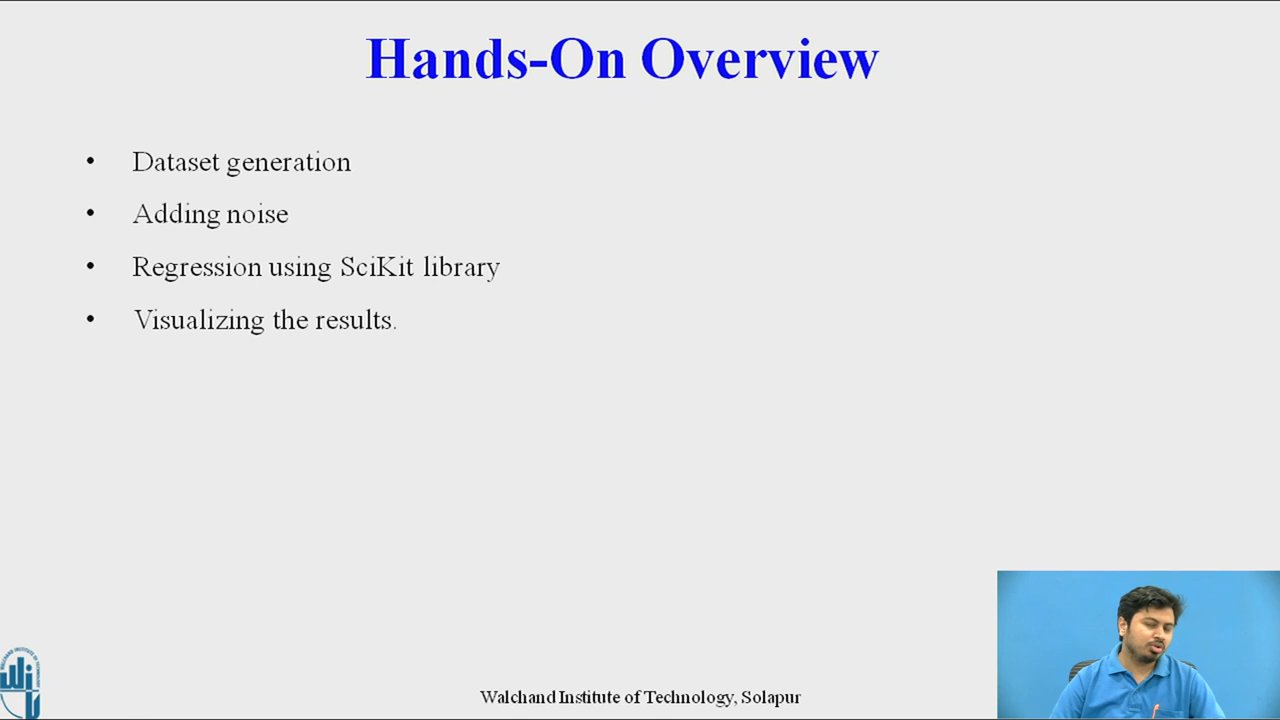 Hands-On Overview
• Dataset generation
• Adding noise
• Regression using SciKit library
• Visualizing the results.
Walchand Institute of Technology, Solapur